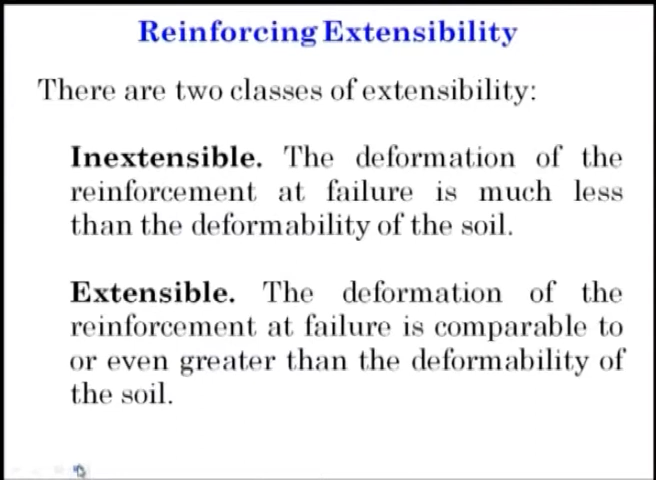 Reinforcing Extensibility
There are two classes of extensibility:
Inextensible. The deformation of the
reinforcement at failure is much less
than the deformability of the soil.
Extensible. The deformation of the
reinforcement at failure is comparable to
or even greater than the deformability of
the soil.